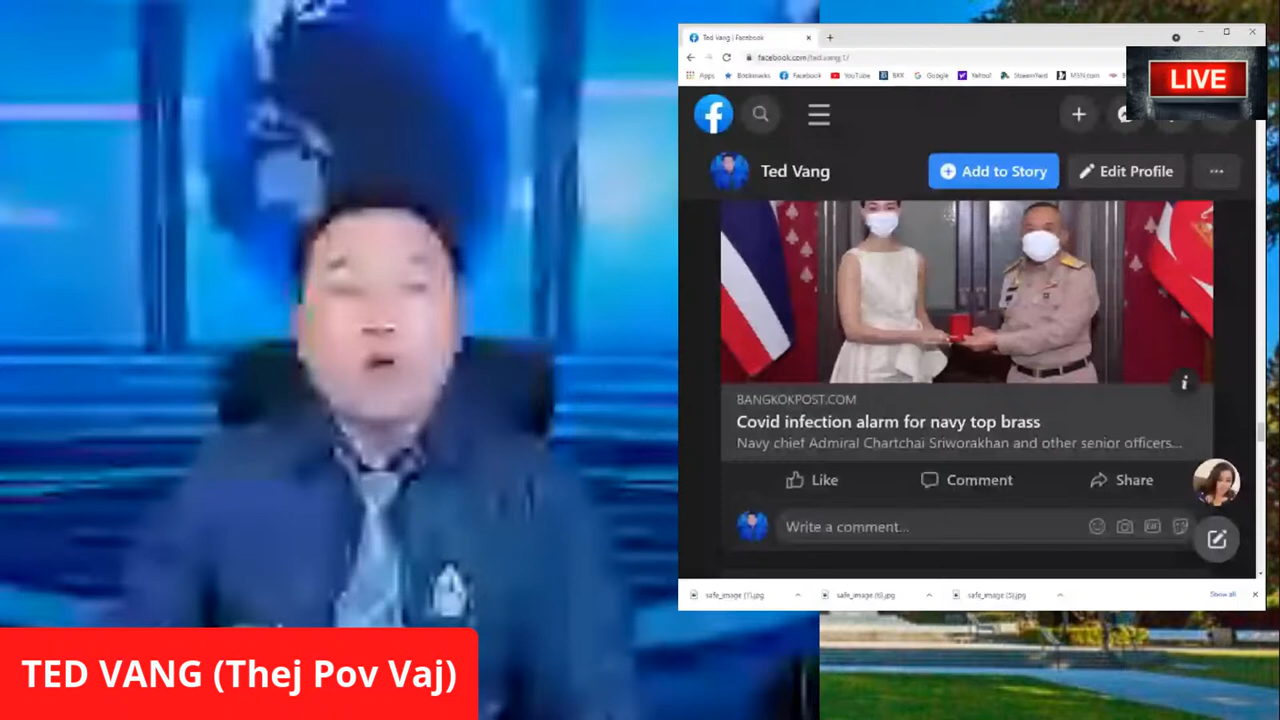 Ted Vang | Facebook
facebook.com/ted.vang.1/
Apps
Bookmarks
Facebook
YouTube
BKK
Google
Yahoo!
StreamYard
MSN.com
LIVE
Ted Vang
Add to Story
Edit Profile
BANGKOKPOST.COM
Covid infection alarm for navy top brass
Navy chief Admiral Chartchai Sriworakhan and other senior officers...
Like
Comment
Share
Write a comment...
safe_image (7).jpg
safe_image (6).jpg
safe_image (5).jpg
Show all
TED VANG (Thej Pov Vaj)